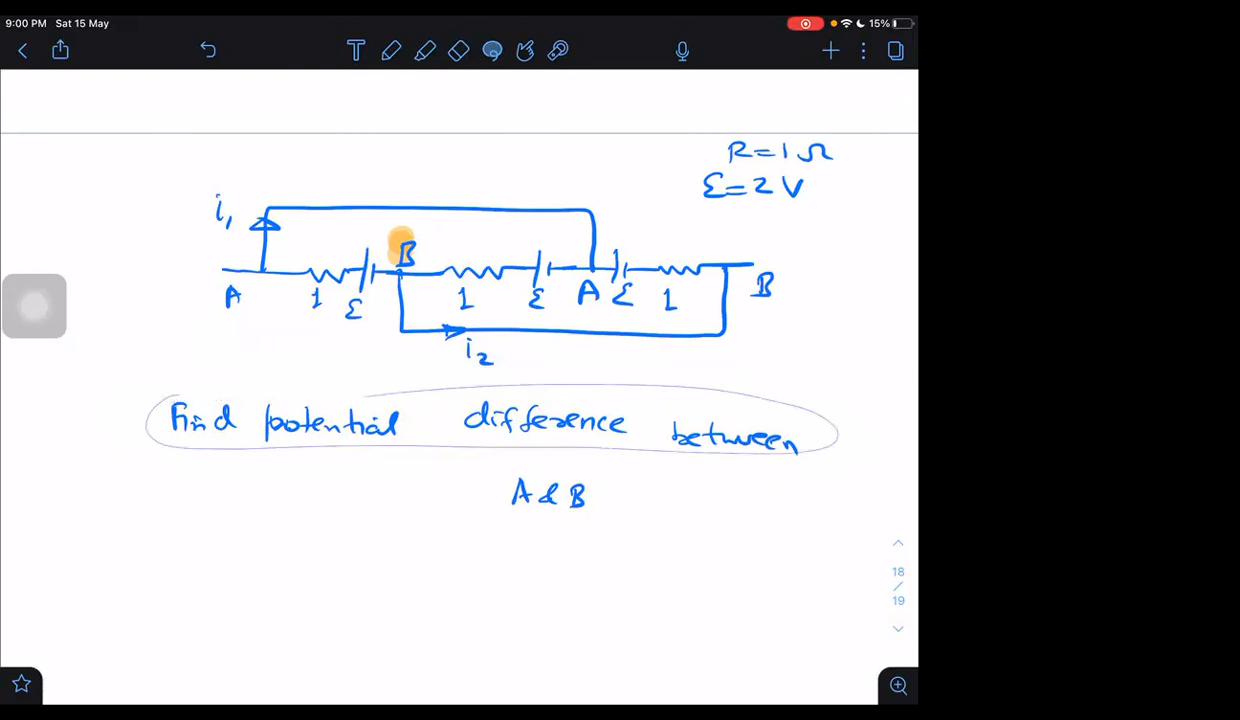 9:00 PM Sat 15 May
15%
R=1Ω
ε=2 V
i1
B
A 1 ε 1 ε A ε 1 B
i2
Find potential difference between
A & B
18
/
19